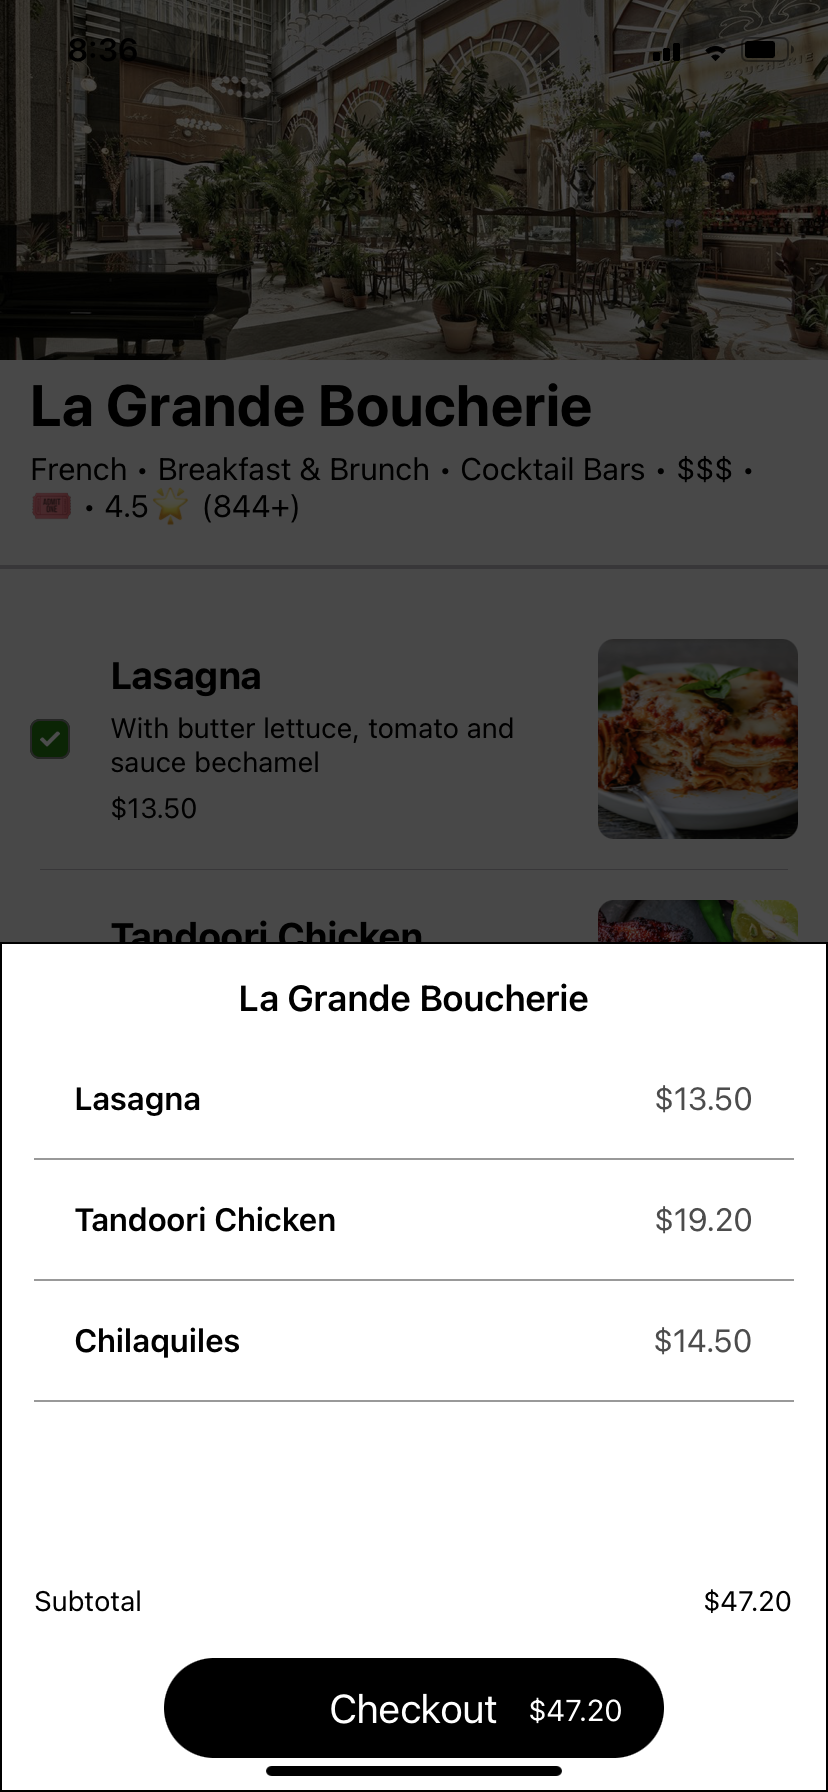 8:36
BOUCHERIE
La Grande Boucherie
French • Breakfast & Brunch • Cocktail Bars • $$$ •
🎟 • 4.5🌟 (844+)
Lasagna
With butter lettuce, tomato and
sauce bechamel
$13.50
Tandoori Chicken
La Grande Boucherie
Lasagna $13.50
Tandoori Chicken $19.20
Chilaquiles $14.50
Subtotal $47.20
Checkout $47.20